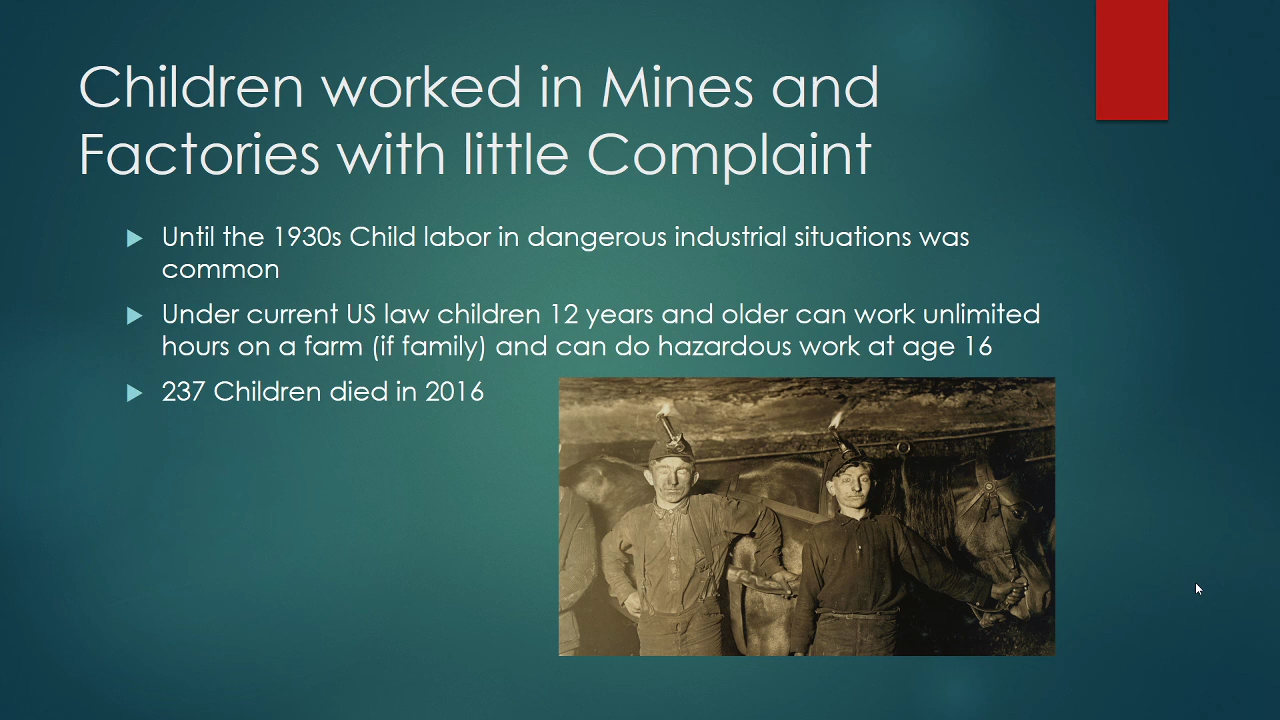 Children worked in Mines and
Factories with little Complaint
Until the 1930s Child labor in dangerous industrial situations was
common
Under current US law children 12 years and older can work unlimited
hours on a farm (if family) and can do hazardous work at age 16
237 Children died in 2016